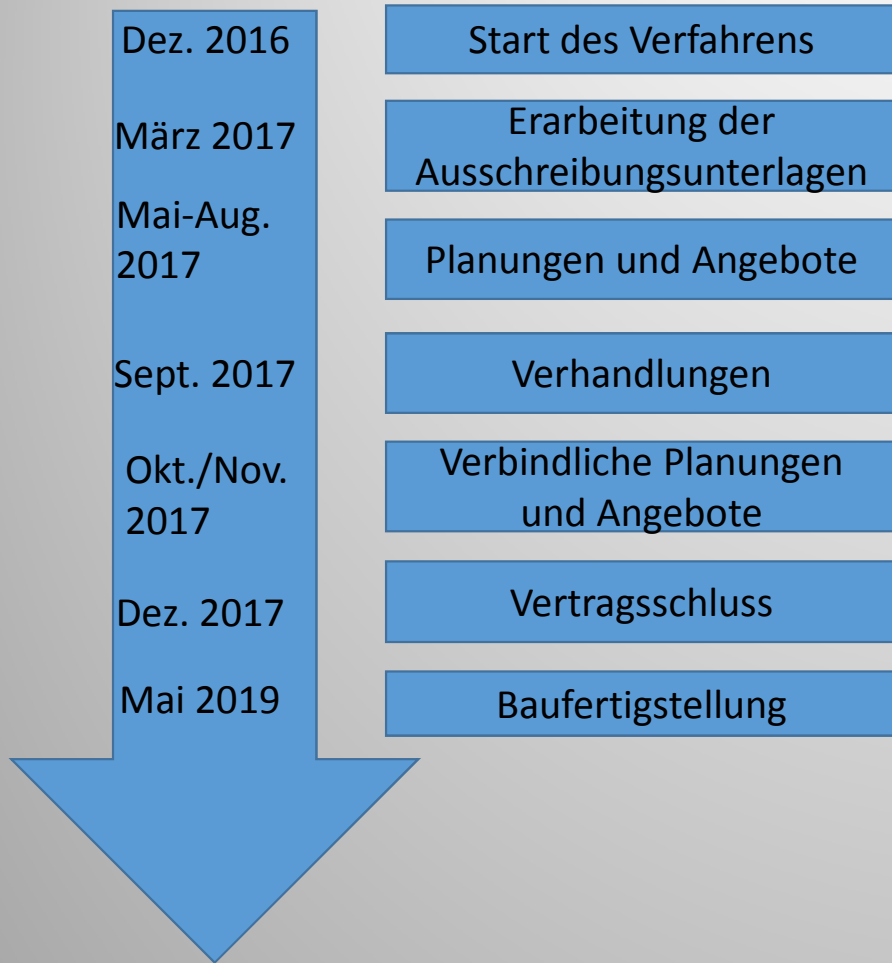 Dez. 2016
Start des Verfahrens
März 2017
Erarbeitung der
Ausschreibungsunterlagen
Mai-Aug.
2017
Planungen und Angebote
Sept. 2017
Verhandlungen
Okt./Nov.
2017
Verbindliche Planungen
und Angebote
Dez. 2017
Vertragsschluss
Mai 2019
Baufertigstellung